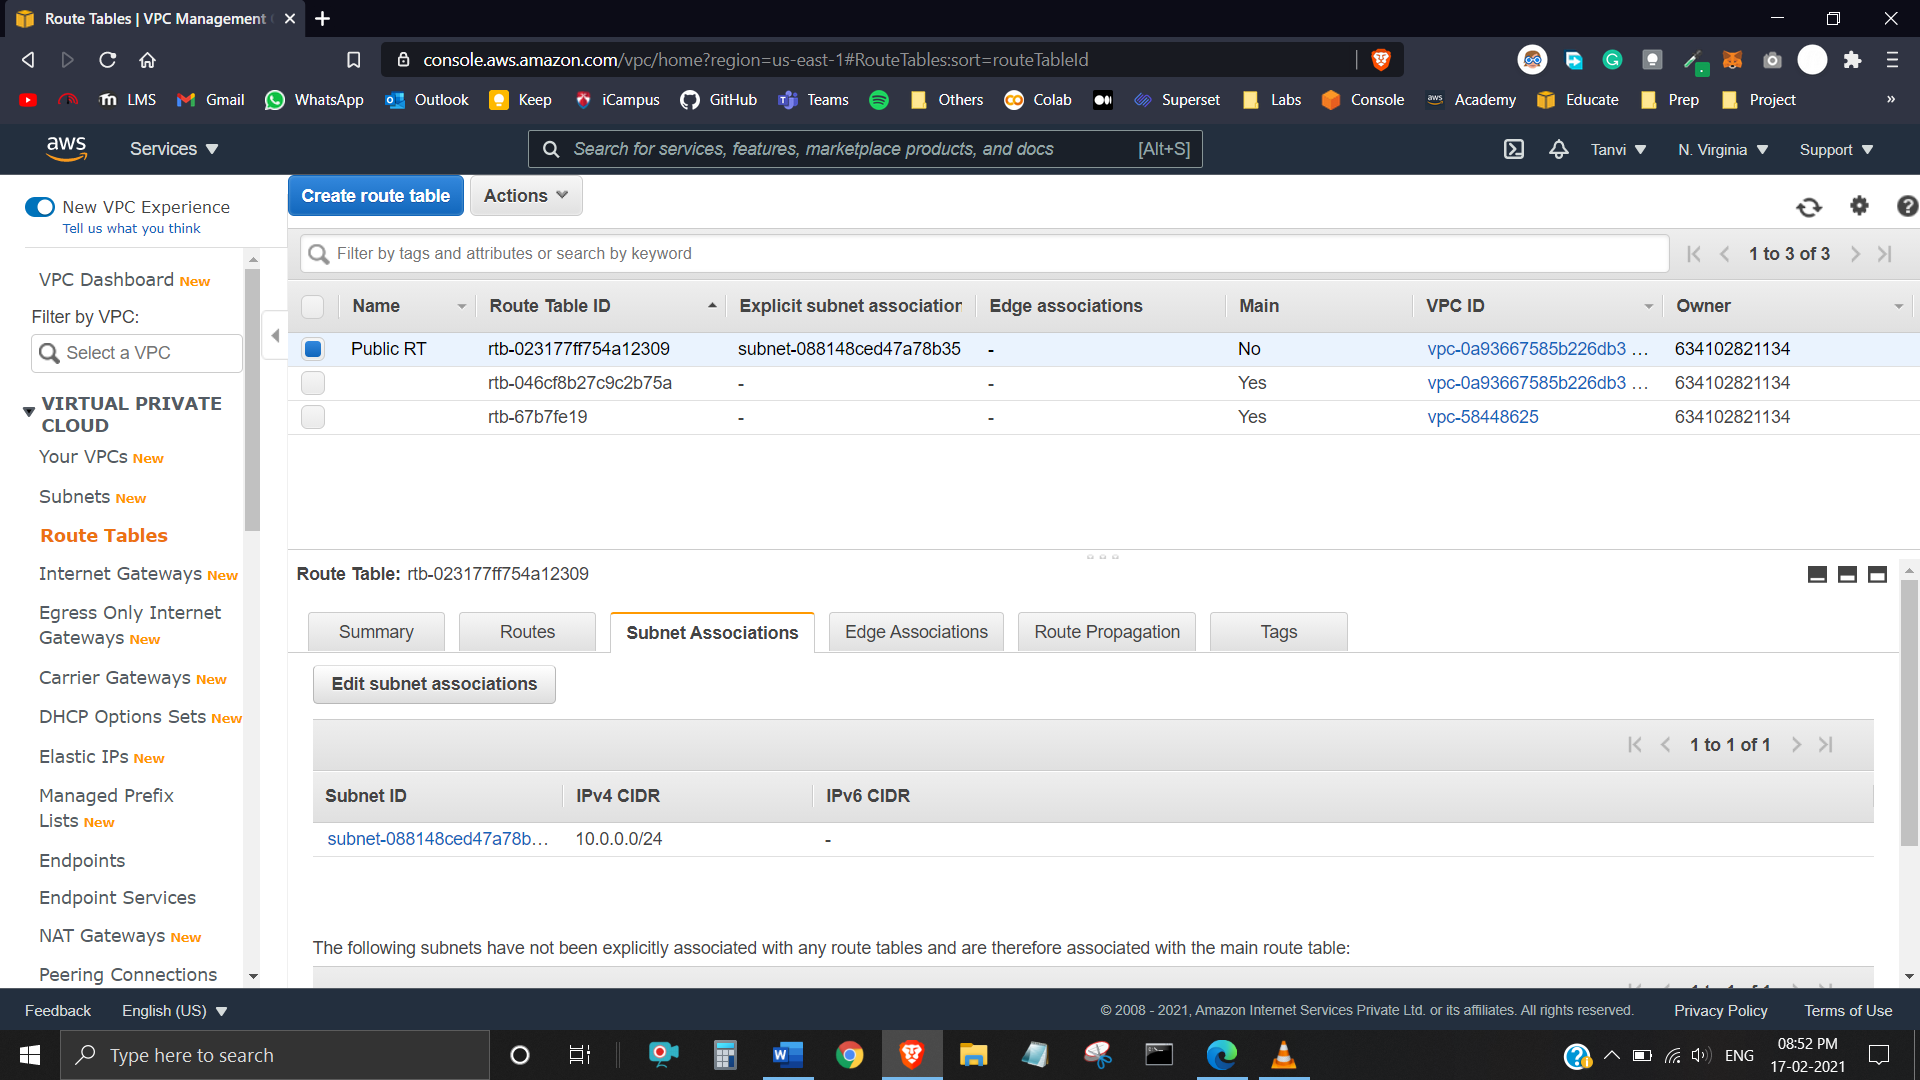 Route Tables | VPC Management
console.aws.amazon.com/vpc/home?region=us-east-1#RouteTables:sort=routeTableId
LMS Gmail WhatsApp Outlook Keep iCampus GitHub Teams Others Colab Superset Labs Console Academy Educate Prep Project »
aws Services Search for services, features, marketplace products, and docs [Alt+S] Tanvi N. Virginia Support
New VPC Experience
Tell us what you think
VPC Dashboard New
Filter by VPC:
Select a VPC
VIRTUAL PRIVATE
CLOUD
Your VPCs New
Subnets New
Route Tables
Internet Gateways New
Egress Only Internet
Gateways New
Carrier Gateways New
DHCP Options Sets New
Elastic IPs New
Managed Prefix
Lists New
Endpoints
Endpoint Services
NAT Gateways New
Peering Connections
Create route table Actions
Filter by tags and attributes or search by keyword 1 to 3 of 3
Name Route Table ID Explicit subnet association Edge associations Main VPC ID Owner
Public RT rtb-023177ff754a12309 subnet-088148ced47a78b35 - No vpc-0a93667585b226db3 ... 634102821134
rtb-046cf8b27c9c2b75a - - Yes vpc-0a93667585b226db3 ... 634102821134
rtb-67b7fe19 - - Yes vpc-58448625 634102821134
Route Table: rtb-023177ff754a12309
Summary Routes Subnet Associations Edge Associations Route Propagation Tags
Edit subnet associations
1 to 1 of 1
Subnet ID IPv4 CIDR IPv6 CIDR
subnet-088148ced47a78b... 10.0.0.0/24 -
The following subnets have not been explicitly associated with any route tables and are therefore associated with the main route table:
Feedback English (US) © 2008 - 2021, Amazon Internet Services Private Ltd. or its affiliates. All rights reserved. Privacy Policy Terms of Use
Type here to search ENG 08:52 PM
17-02-2021